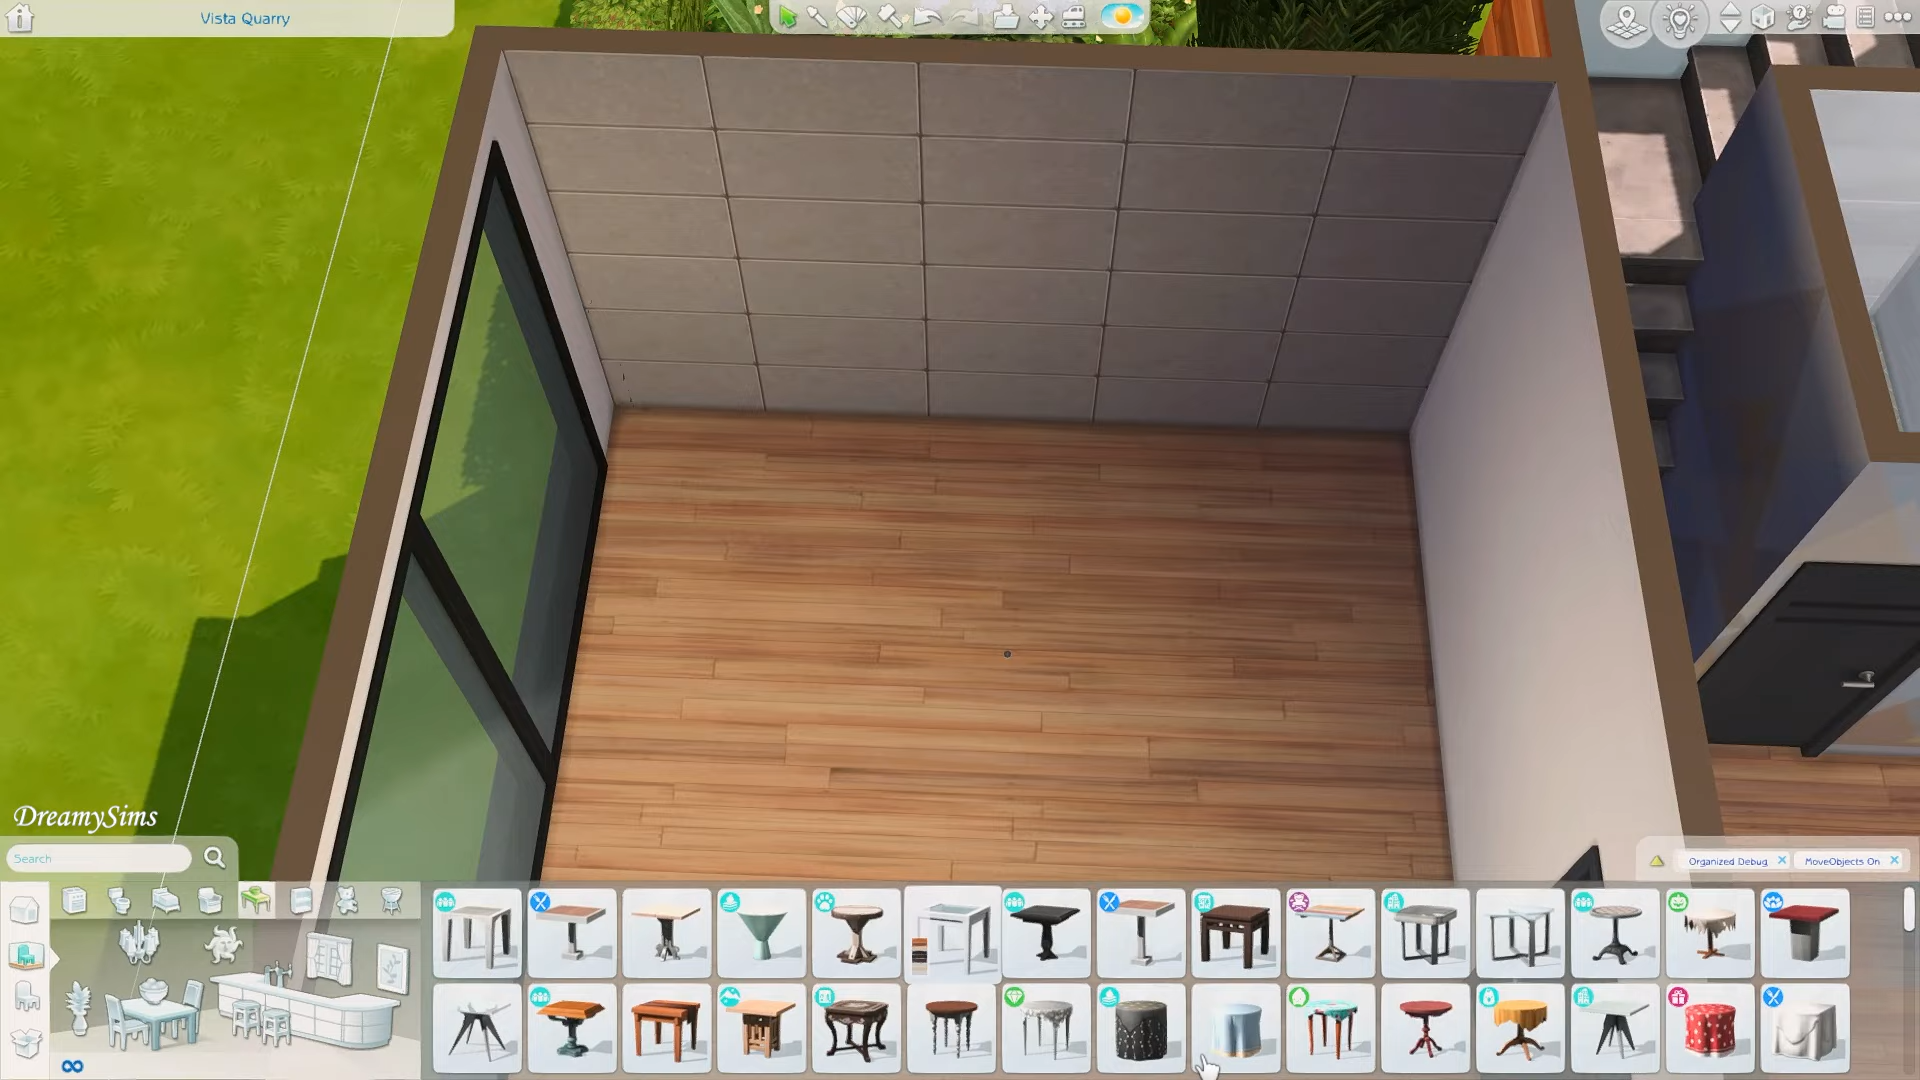 Vista Quarry
DreamySims
Search
Organized Debug
MoveObjects On